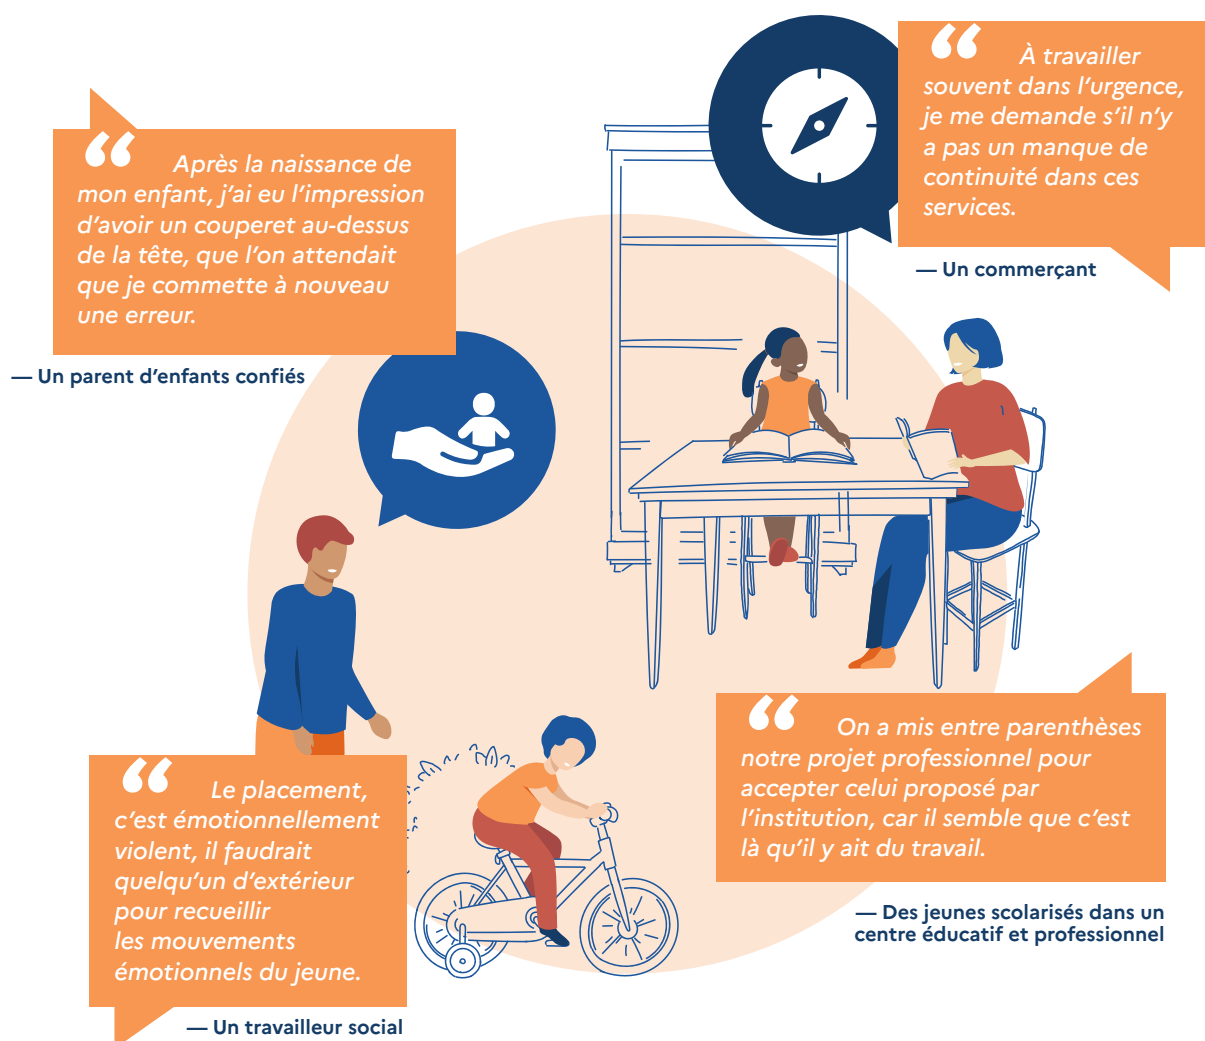 “ Après la naissance de
mon enfant, j’ai eu l’impression
d’avoir un couperet au-dessus
de la tête, que l’on attendait
que je commette à nouveau
une erreur.
— Un parent d’enfants confiés
“ À travailler
souvent dans l’urgence,
je me demande s’il n’y
a pas un manque de
continuité dans ces
services.
— Un commerçant
“ Le placement,
c’est émotionnellement
violent, il faudrait
quelqu’un d’extérieur
pour recueillir
les mouvements
émotionnels du jeune.
— Un travailleur social
“ On a mis entre parenthèses
notre projet professionnel pour
accepter celui proposé par
l’institution, car il semble que c’est
là qu’il y ait du travail.
— Des jeunes scolarisés dans un
centre éducatif et professionnel